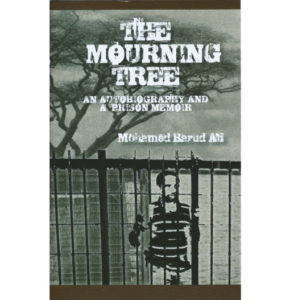 THE
MOURNING
TREE
AN AUTOBIOGRAPHY AND
A PRISON MEMOIR
Mohamed Barud Ali